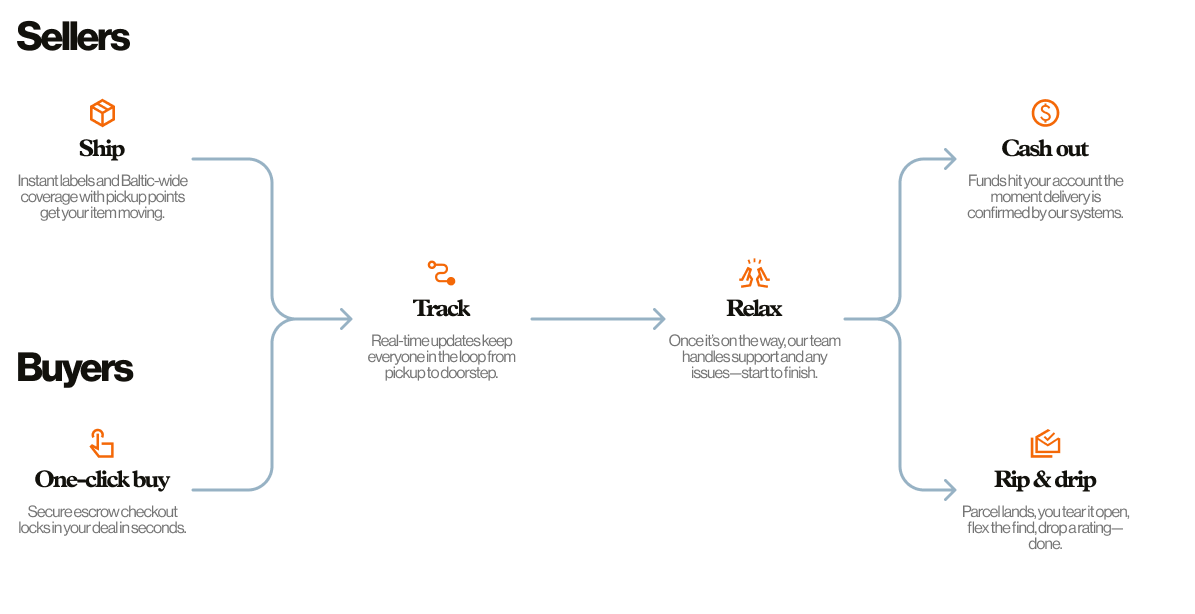 Sellers
Ship
Instant labels and Baltic-wide
coverage with pickup points
get your item moving.
Cash out
Funds hit your account the
moment delivery is
confirmed by our systems.
Track
Real-time updates keep
everyone in the loop from
pickup to doorstep.
Relax
Once it's on the way, our team
handles support and any
issues—start to finish.
Buyers
One-click buy
Secure escrow checkout
locks in your deal in seconds.
Rip & drip
Parcel lands, you tear it open,
flex the find, drop a rating—
done.